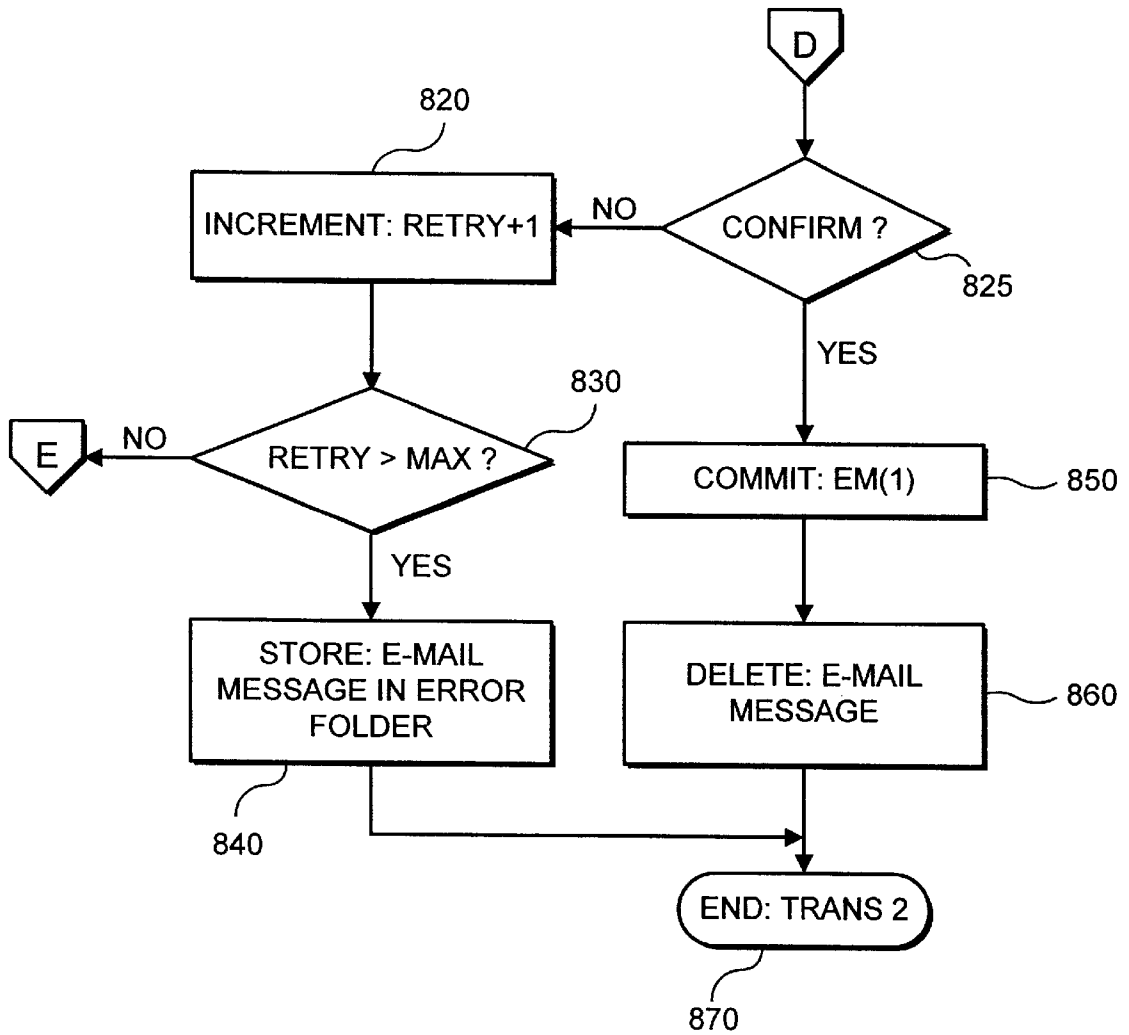 D
820
INCREMENT: RETRY+1
NO
CONFIRM ?
825
YES
830
E
NO
RETRY > MAX ?
COMMIT: EM(1)
850
YES
STORE: E-MAIL
MESSAGE IN ERROR
FOLDER
DELETE: E-MAIL
MESSAGE
860
840
END: TRANS 2
870